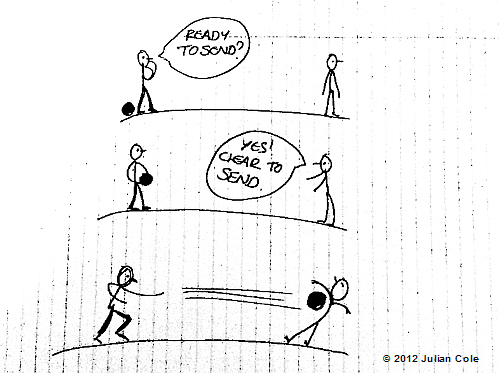 READY
TO SEND?
YES!
CLEAR TO
SEND.
© 2012 Julian Cole